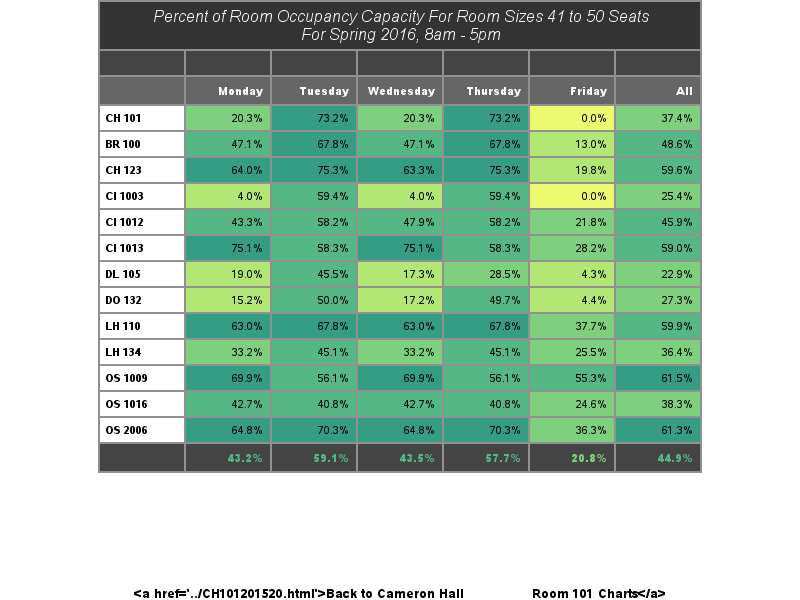 Percent of Room Occupancy Capacity For Room Sizes 41 to 50 Seats
For Spring 2016, 8am - 5pm
Monday Tuesday Wednesday Thursday Friday All
CH 101 20.3% 73.2% 20.3% 73.2% 0.0% 37.4%
BR 100 47.1% 67.8% 47.1% 67.8% 13.0% 48.6%
CH 123 64.0% 75.3% 63.3% 75.3% 19.8% 59.6%
CI 1003 4.0% 59.4% 4.0% 59.4% 0.0% 25.4%
CI 1012 43.3% 58.2% 47.9% 58.2% 21.8% 45.9%
CI 1013 75.1% 58.3% 75.1% 58.3% 28.2% 59.0%
DL 105 19.0% 45.5% 17.3% 28.5% 4.3% 22.9%
DO 132 15.2% 50.0% 17.2% 49.7% 4.4% 27.3%
LH 110 63.0% 67.8% 63.0% 67.8% 37.7% 59.9%
LH 134 33.2% 45.1% 33.2% 45.1% 25.5% 36.4%
OS 1009 69.9% 56.1% 69.9% 56.1% 55.3% 61.5%
OS 1016 42.7% 40.8% 42.7% 40.8% 24.6% 38.3%
OS 2006 64.8% 70.3% 64.8% 70.3% 36.3% 61.3%
43.2% 59.1% 43.5% 57.7% 20.8% 44.9%
<a href='../CH101201520.html'>Back to Cameron Hall Room 101 Charts</a>